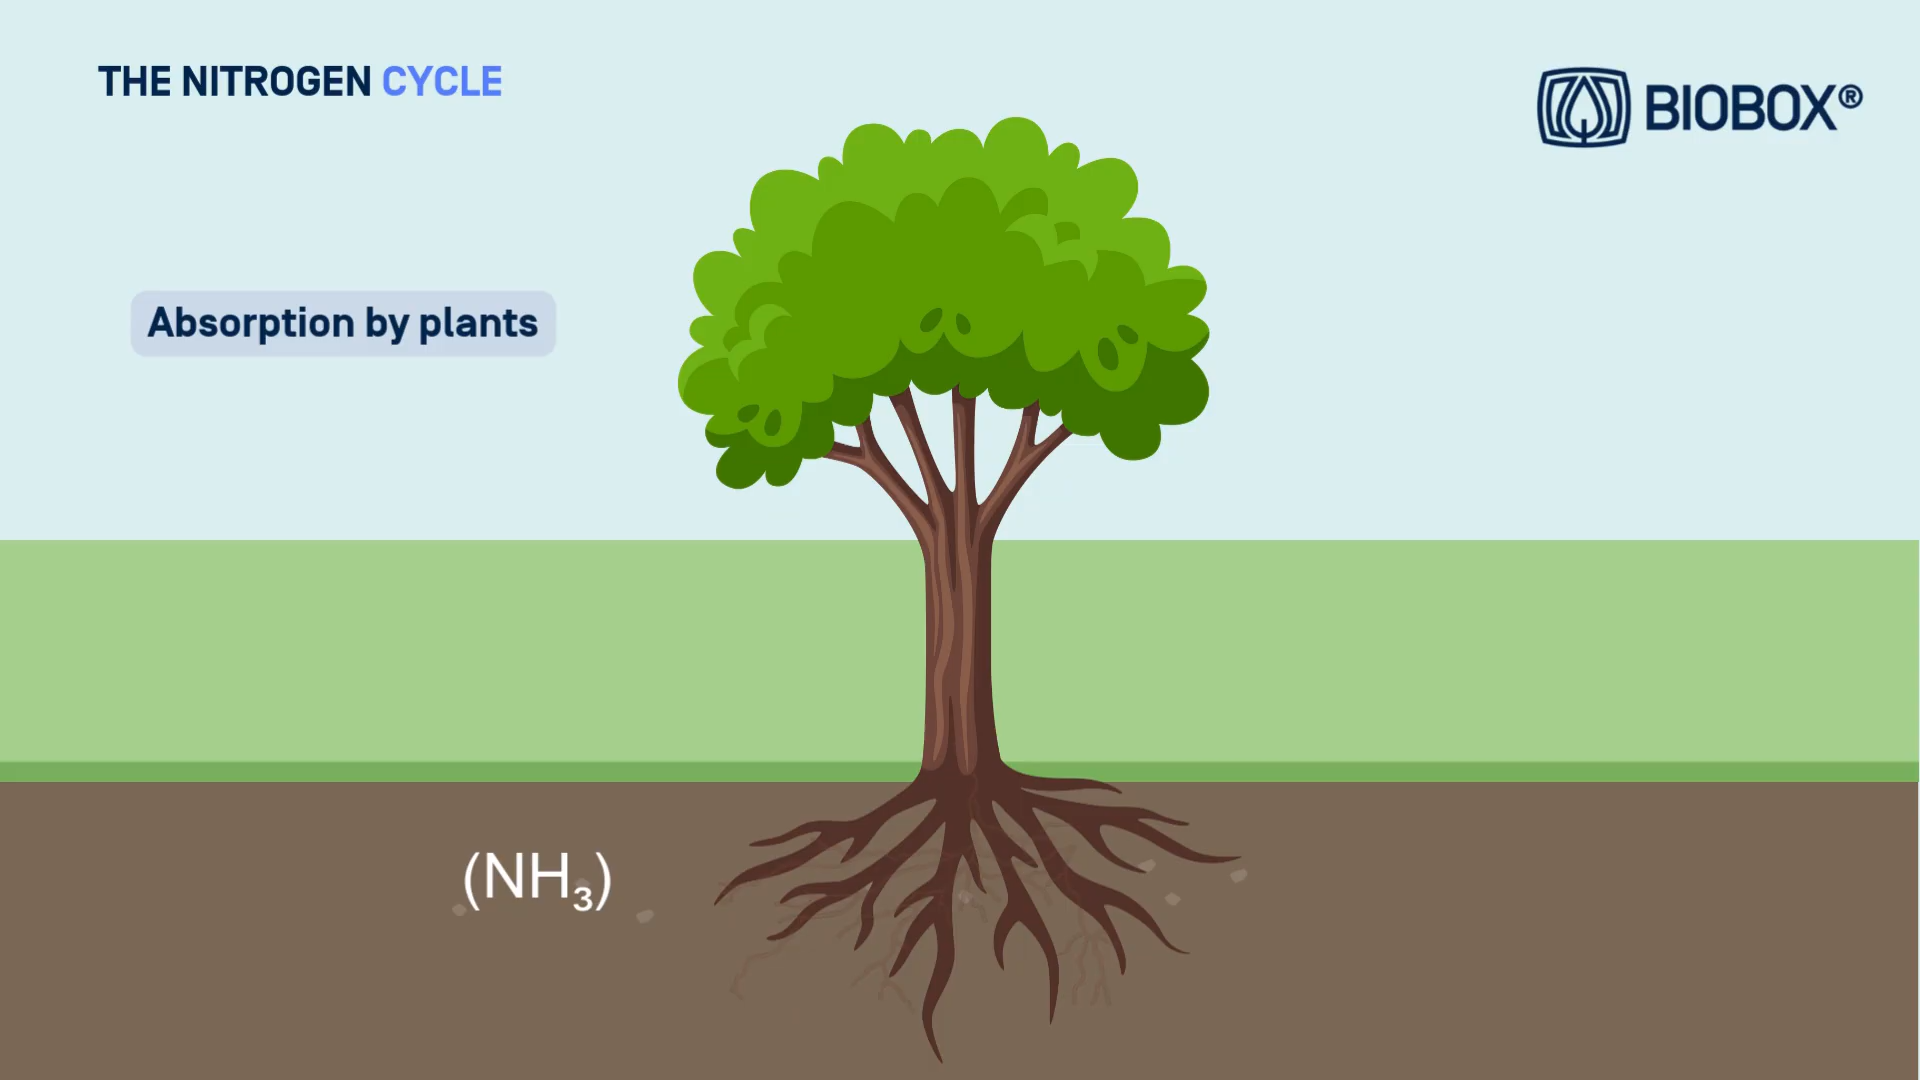 THE NITROGEN CYCLE
BIOBOX®
Absorption by plants
(NH₃)